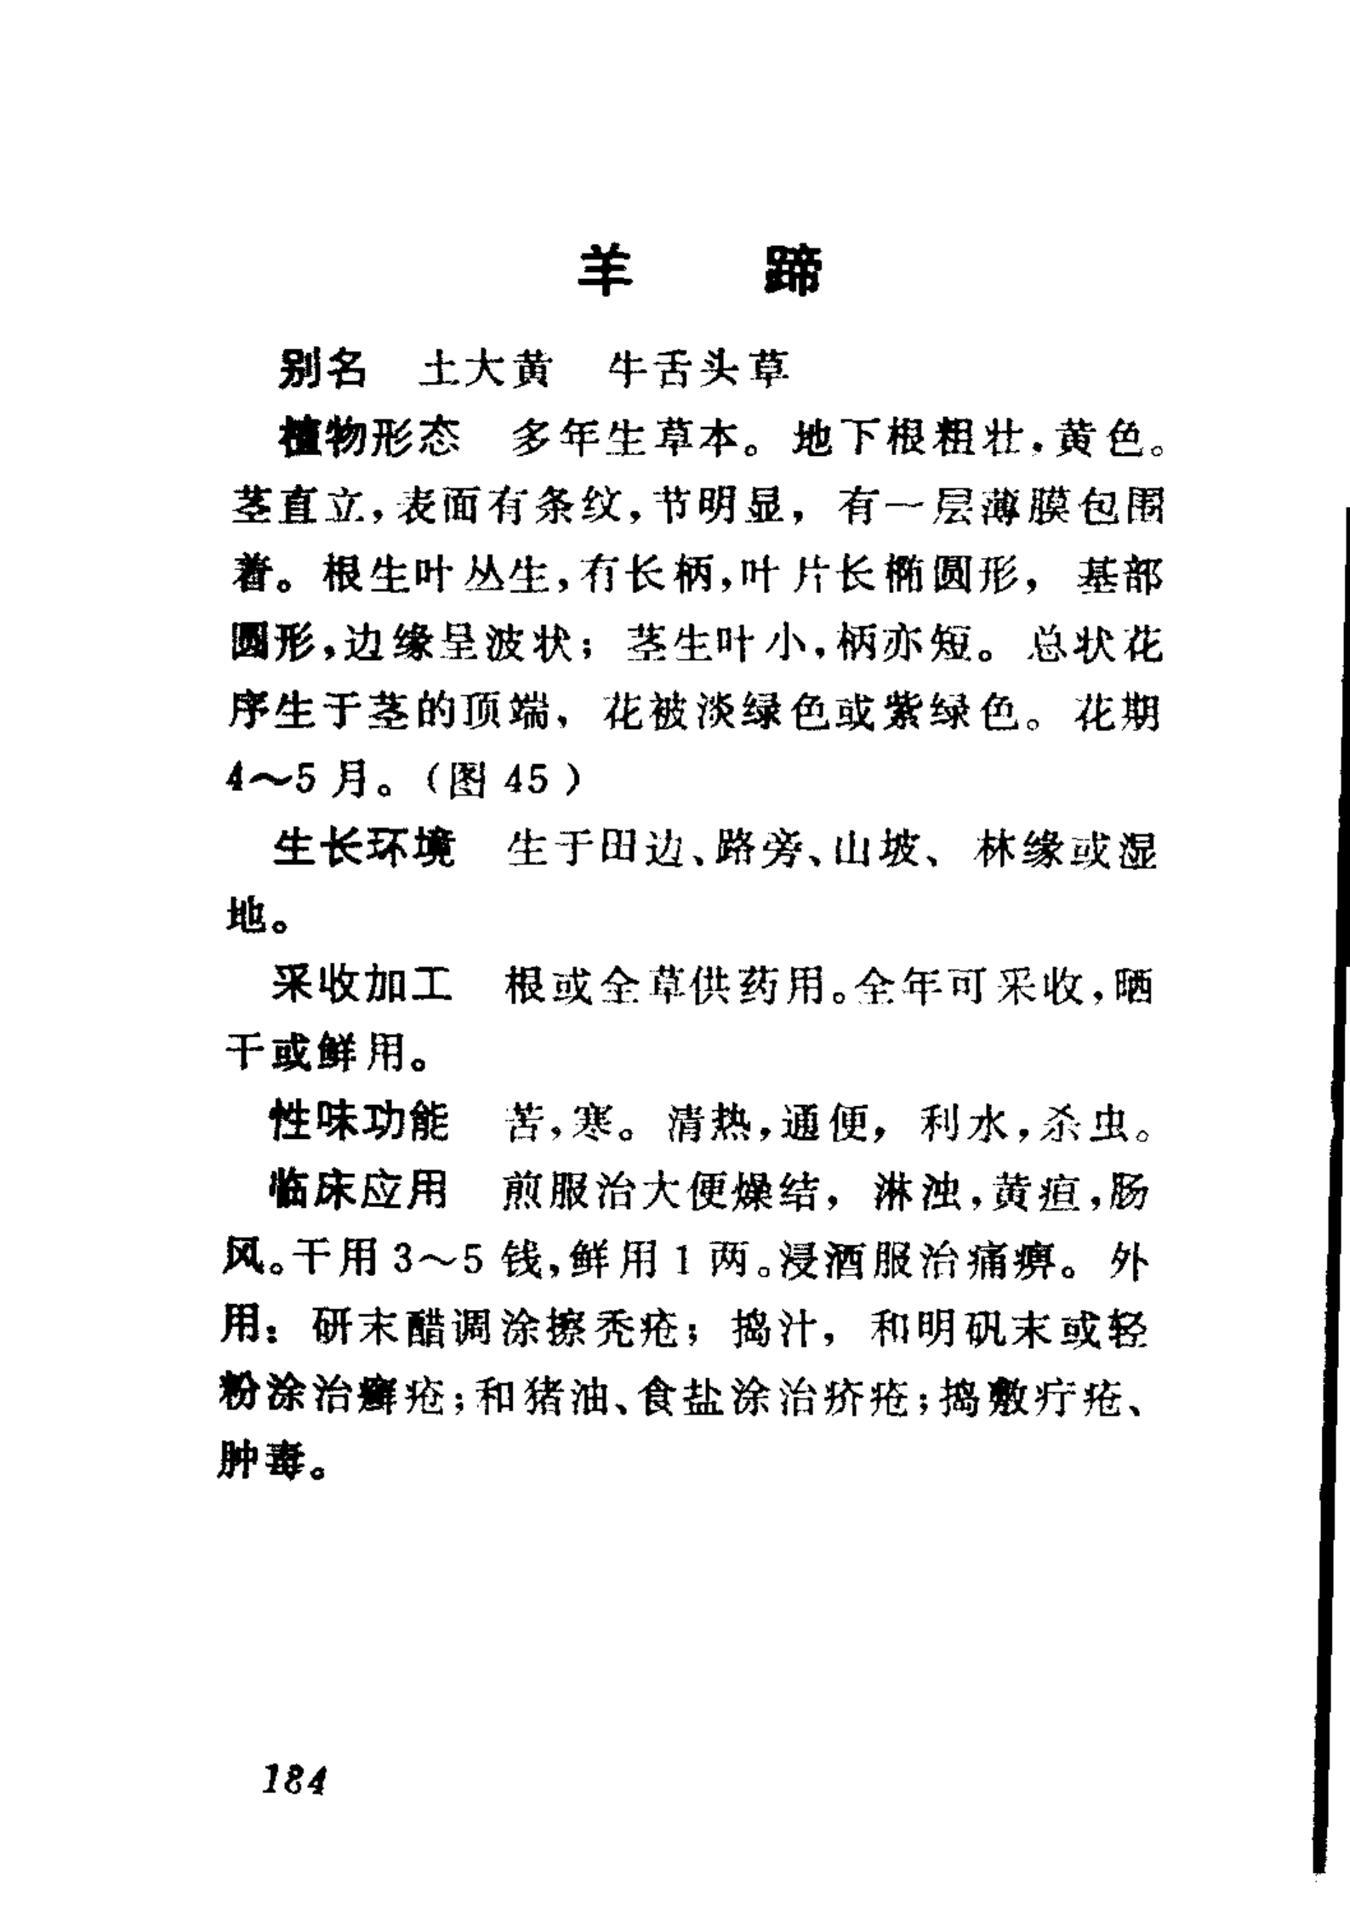 羊 蹄
别名 土大黄 牛舌头草
植物形态 多年生草本。地下根粗壮,黄色。
茎直立,表面有条纹,节明显,有一层薄膜包围
着。根生叶丛生,有长柄,叶片长椭圆形,基部
圆形,边缘呈波状;茎生叶小,柄亦短。总状花
序生于茎的顶端,花被淡绿色或紫绿色。花期
4~5月。(图45)
生长环境 生于田边、路旁、山坡、林缘或湿
地。
采收加工 根或全草供药用。全年可采收,晒
干或鲜用。
性味功能 苦,寒。清热,通便,利水,杀虫。
临床应用 煎服治大便燥结,淋浊,黄疸,肠
风。干用3~5钱,鲜用1两。浸酒服治痛痹。外
用:研末醋调涂擦秃疮;捣汁,和明矾末或轻
粉涂治癣疮;和猪油、食盐涂治疥疮;捣敷疔疮、
肿毒。
184